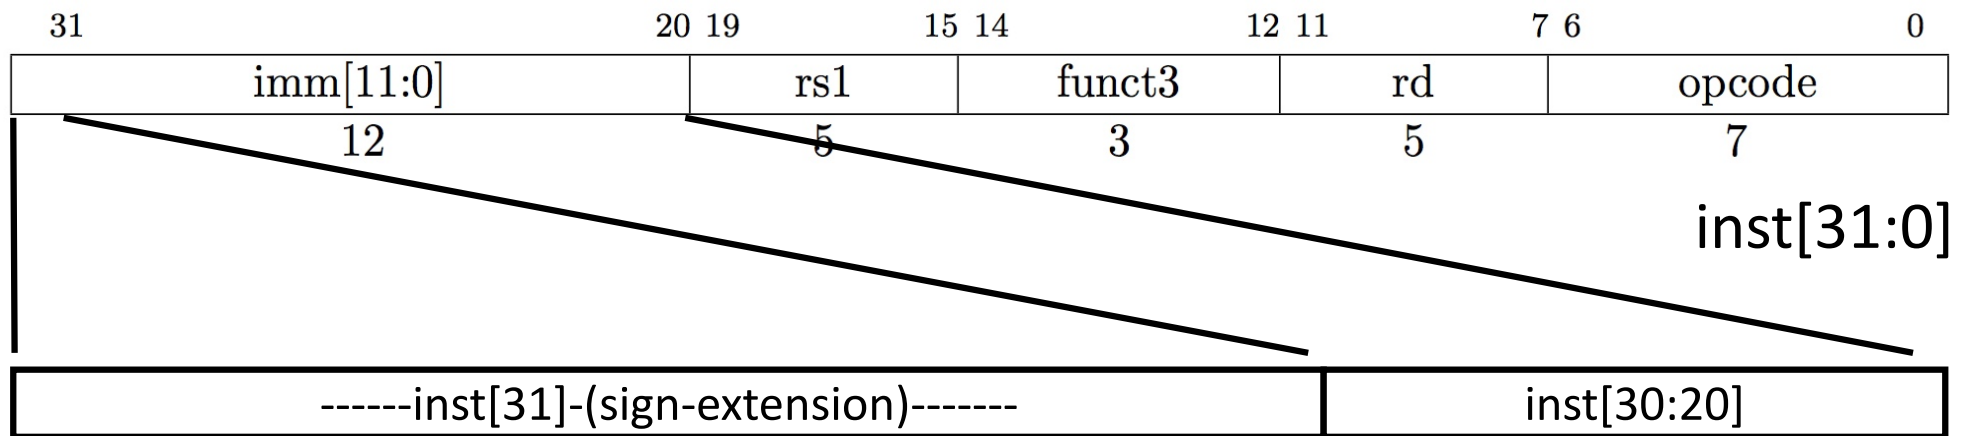 31 20 19 15 14 12 11 7 6 0
imm[11:0] rs1 funct3 rd opcode
12 5 3 5 7
inst[31:0]
------inst[31]-(sign-extension)------- inst[30:20]